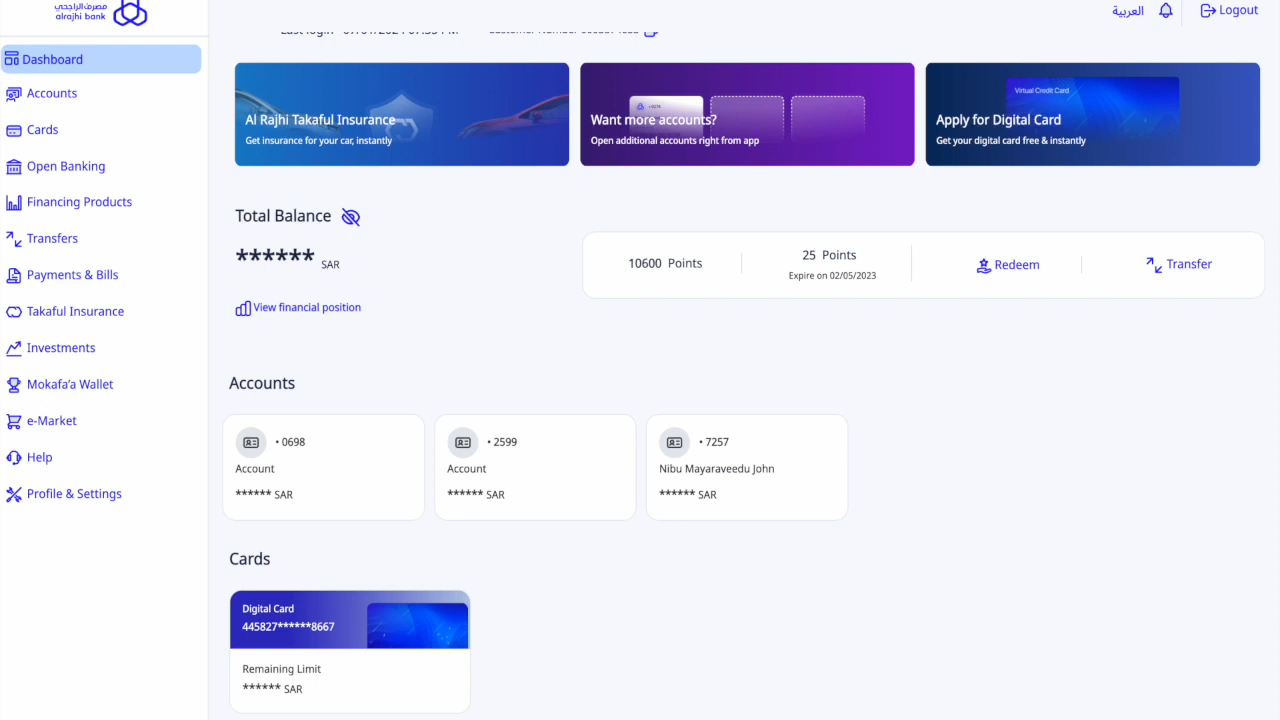 مصرف الراجحي
alrajhi bank
العربية
Logout
Dashboard
Accounts
Cards
Open Banking
Financing Products
Transfers
Payments & Bills
Takaful Insurance
Investments
Mokafa'a Wallet
e-Market
Help
Profile & Settings
Al Rajhi Takaful Insurance
Get insurance for your car, instantly
Want more accounts?
Open additional accounts right from app
Virtual Credit Card
Apply for Digital Card
Get your digital card free & instantly
Total Balance
****** SAR
View financial position
10600 Points
25 Points
Expire on 02/05/2023
Redeem
Transfer
Accounts
• 0698
Account
****** SAR
• 2599
Account
****** SAR
• 7257
Nibu Mayaraveedu John
****** SAR
Cards
Digital Card
445827******8667
Remaining Limit
****** SAR